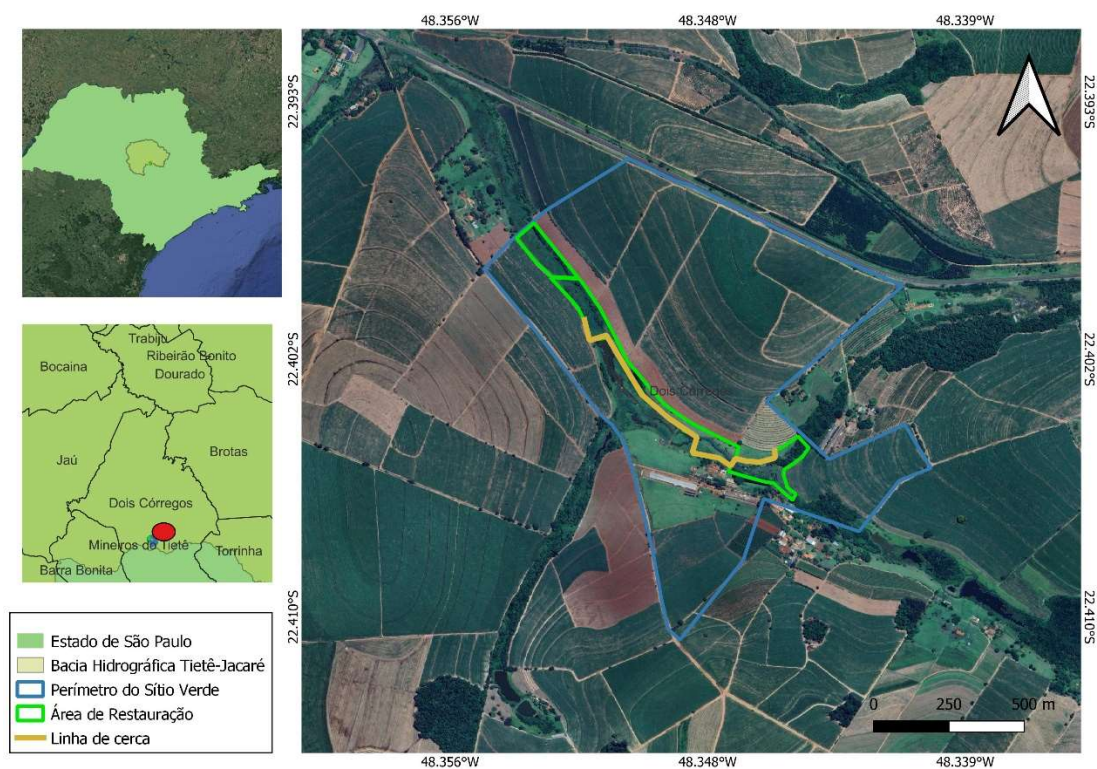 48.356°W
48.348°W
48.339°W
22.393°S
22.393°S
22.402°S
22.402°S
Dois Córrego
22.410°S
22.410°S
0
250
500 m
48.356°W
48.348°W
48.339°W
Trabiju
Ribeirão Bonito
Bocaina
Dourado
Jaú
Brotas
Dois Córregos
Mineiros do Tietê
Torrinha
Barra Bonita
Estado de São Paulo
Bacia Hidrográfica Tietê-Jacaré
Perímetro do Sítio Verde
Área de Restauração
Linha de cerca